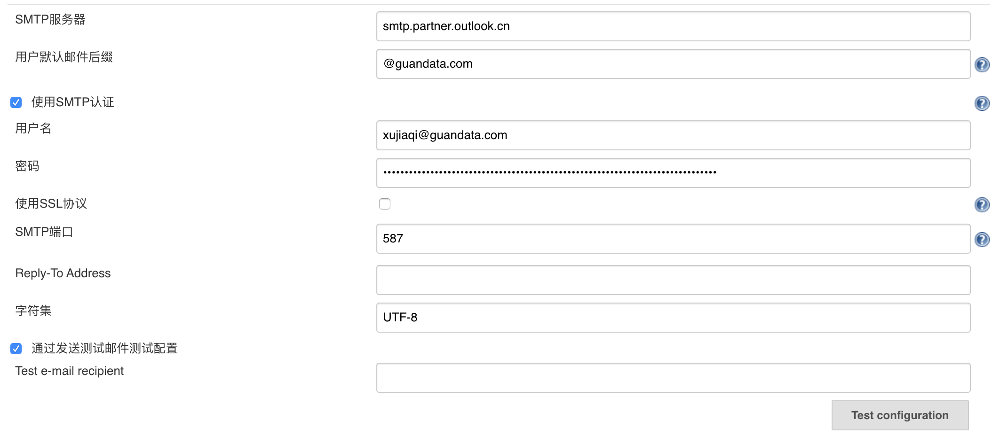 SMTP服务器
smtp.partner.outlook.cn
用户默认邮件后缀
@guandata.com
使用SMTP认证
用户名
xujiaqi@guandata.com
密码
使用SSL协议
SMTP端口
587
Reply-To Address
字符集
UTF-8
通过发送测试邮件测试配置
Test e-mail recipient
Test configuration